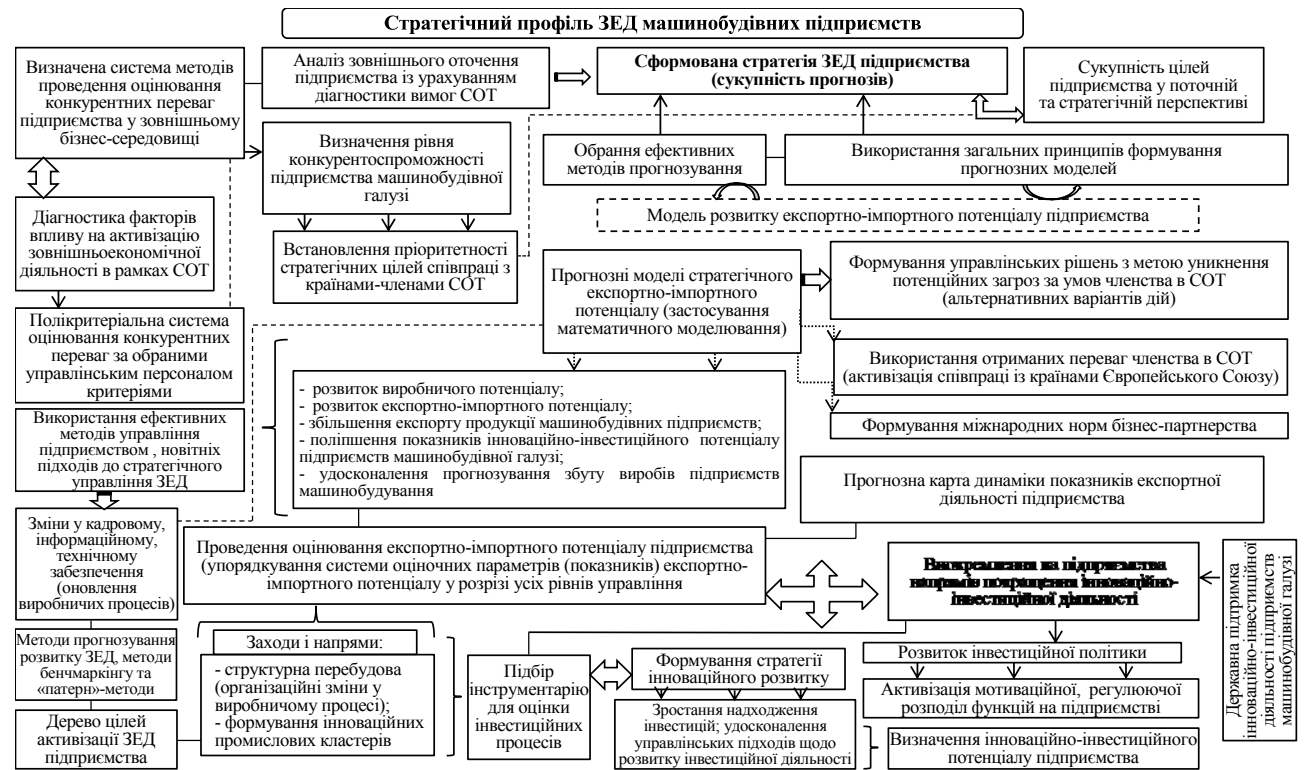 Стратегічний профіль ЗЕД машинобудівних підприємств
Визначена система методів
проведення оцінювання
конкурентних переваг
підприємства у зовнішньому
бізнес-середовищі
Аналіз зовнішнього оточення
підприємства із урахуванням
діагностики вимог СОТ
Сформована стратегія ЗЕД підприємства
(сукупність прогнозів)
Сукупність цілей
підприємства у поточній
та стратегічній перспективі
Визначення рівня
конкурентоспроможності
підприємства машинобудівної
галузі
Обрання ефективних
методів прогнозування
Використання загальних принципів формування
прогнозних моделей
Модель розвитку експортно-імпортного потенціалу підприємства
Діагностика факторів
впливу на активізацію
зовнішньоекономічної
діяльності в рамках СОТ
Встановлення пріоритетності
стратегічних цілей співпраці з
країнами-членами СОТ
Прогнозні моделі стратегічного
експортно-імпортного
потенціалу (застосування
математичного моделювання)
Формування управлінських рішень з метою уникнення
потенційних загроз за умов членства в СОТ
(альтернативних варіантів дій)
Полікритеріальна система
оцінювання конкурентних
переваг за обраними
управлінським персоналом
критеріями
Використання отриманих переваг членства в СОТ
(активізація співпраці із країнами Європейського Союзу)
Формування міжнародних норм бізнес-партнерства
- розвиток виробничого потенціалу;
- розвиток експортно-імпортного потенціалу;
- збільшення експорту продукції машинобудівних підприємств;
- поліпшення показників інноваційно-інвестиційного потенціалу
підприємств машинобудівної галузі;
- удосконалення прогнозування збуту виробів підприємств
машинобудування
Використання ефективних
методів управління
підприємством , новітніх
підходів до стратегічного
управління ЗЕД
Прогнозна карта динаміки показників експортної
діяльності підприємства
Зміни у кадровому,
інформаційному,
технічному
забезпечення
(оновлення
виробничих процесів)
Проведення оцінювання експортно-імпортного потенціалу підприємства
(упорядкування системи оціночних параметрів (показників) експортно-
імпортного потенціалу у розрізі усіх рівнів управління
Виокремлення на підприємства
напрямів покращення інноваційно-
інвестиційної діяльності
Державна підтримка
інноваційно-інвестиційної
діяльності підприємств
машинобудівної галузі
Методи прогнозування
розвитку ЗЕД, методи
бенчмаркінгу та
«патерн»-методи
Заходи і напрями:
- структурна перебудова
(організаційні зміни у
виробничому процесі);
- формування інноваційних
промислових кластерів
Підбір
інструментарію
для оцінки
інвестиційних
процесів
Формування стратегії
інноваційного розвитку
Розвиток інвестиційної політики
Активізація мотиваційної, регулюючої
розподіл функцій на підприємстві
Дерево цілей
активізації ЗЕД
підприємства
Зростання надходження
інвестицій; удосконалення
управлінських підходів щодо
розвитку інвестиційної діяльності
Визначення інноваційно-інвестиційного
потенціалу підприємства